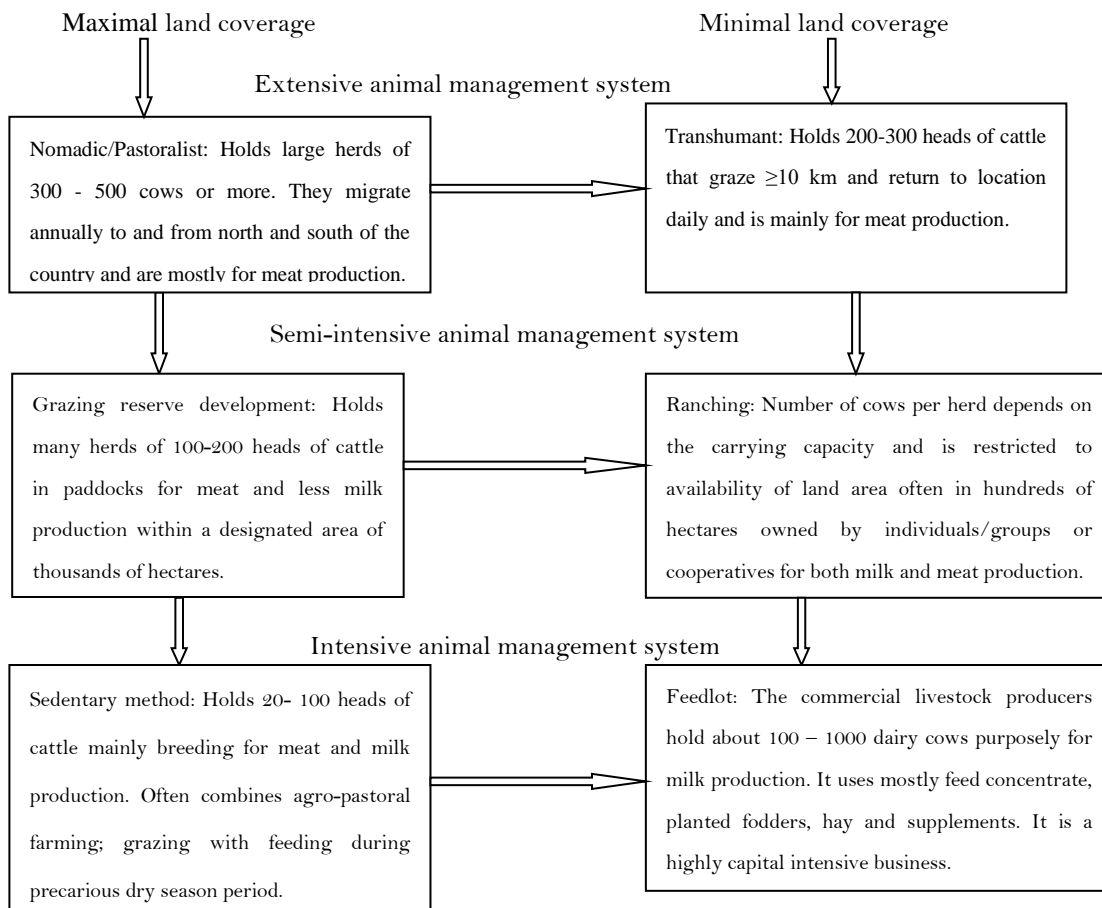 Maximal land coverage
Minimal land coverage
Extensive animal management system
Nomadic/Pastoralist: Holds large herds of
300 - 500 cows or more. They migrate
annually to and from north and south of the
country and are mostly for meat production.
Transhumant: Holds 200-300 heads of cattle
that graze ≥10 km and return to location
daily and is mainly for meat production.
Semi-intensive animal management system
Grazing reserve development: Holds
many herds of 100-200 heads of cattle
in paddocks for meat and less milk
production within a designated area of
thousands of hectares.
Ranching: Number of cows per herd depends on
the carrying capacity and is restricted to
availability of land area often in hundreds of
hectares owned by individuals/groups or
cooperatives for both milk and meat production.
Intensive animal management system
Sedentary method: Holds 20- 100 heads of
cattle mainly breeding for meat and milk
production. Often combines agro-pastoral
farming; grazing with feeding during
precarious dry season period.
Feedlot: The commercial livestock producers
hold about 100 – 1000 dairy cows purposely for
milk production. It uses mostly feed concentrate,
planted fodders, hay and supplements. It is a
highly capital intensive business.